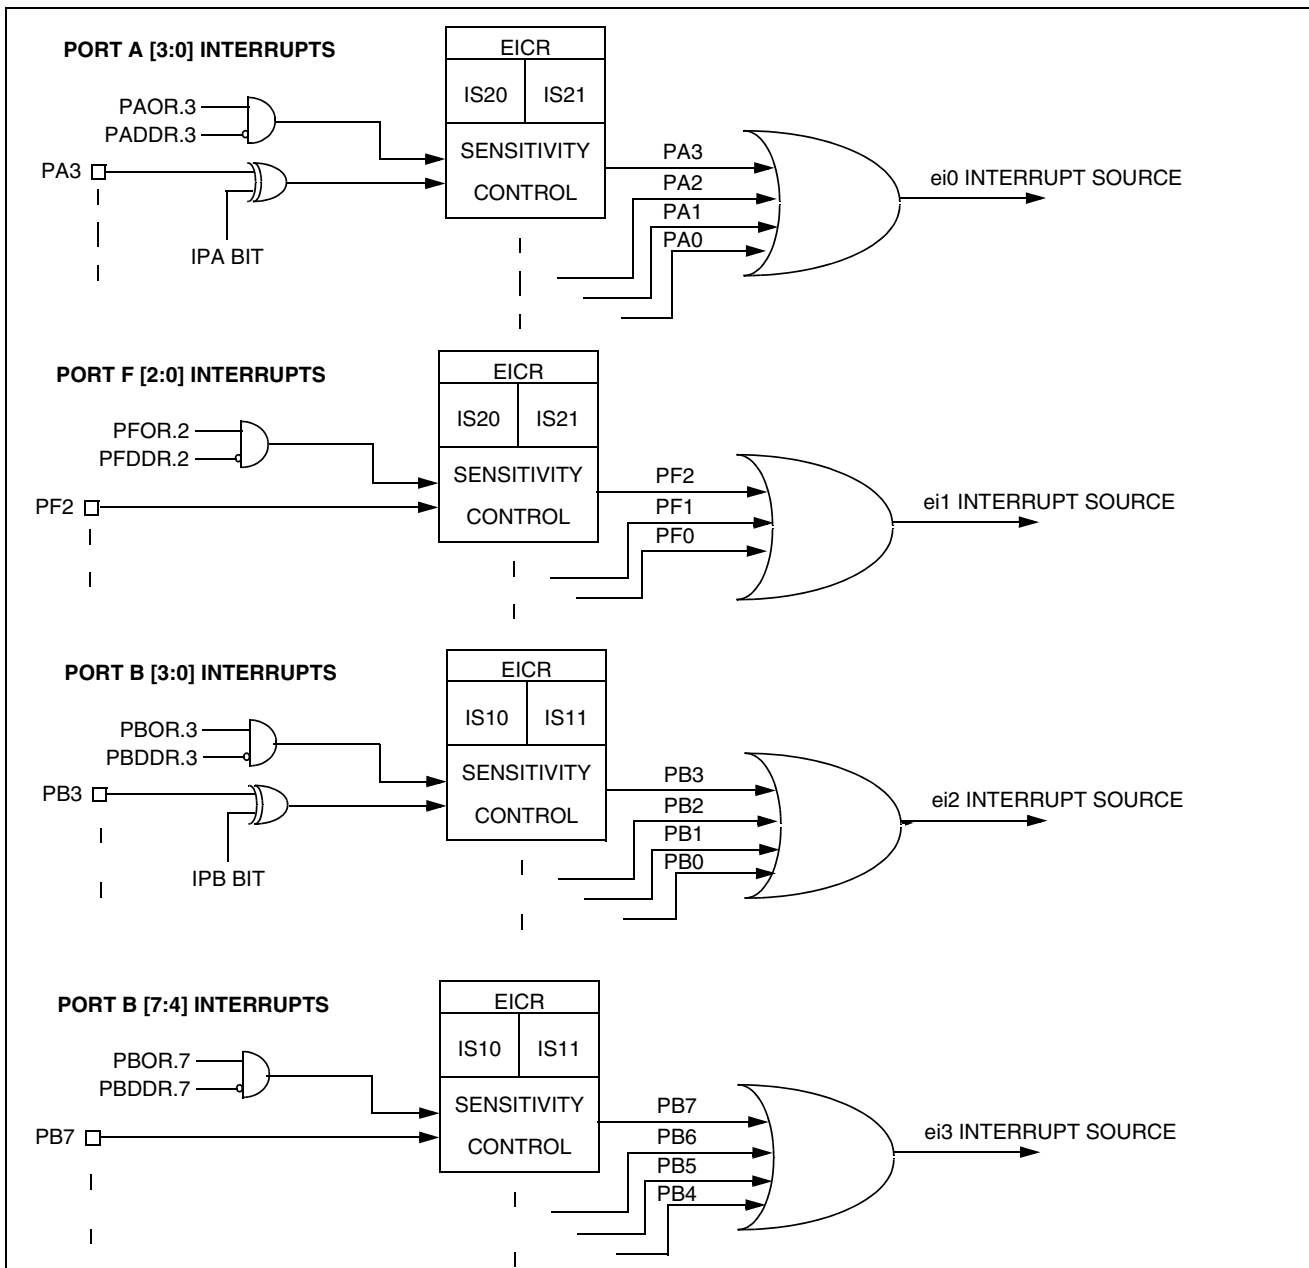 PORT A [3:0] INTERRUPTS
EICR
IS20 IS21
PAOR.3
PADDR.3
SENSITIVITY
CONTROL
PA3
IPA BIT
PA3
PA2
PA1
PA0
ei0 INTERRUPT SOURCE
PORT F [2:0] INTERRUPTS
EICR
IS20 IS21
PFOR.2
PFDDR.2
SENSITIVITY
CONTROL
PF2
PF2
PF1
PF0
ei1 INTERRUPT SOURCE
PORT B [3:0] INTERRUPTS
EICR
IS10 IS11
PBOR.3
PBDDR.3
SENSITIVITY
CONTROL
PB3
IPB BIT
PB3
PB2
PB1
PB0
ei2 INTERRUPT SOURCE
PORT B [7:4] INTERRUPTS
EICR
IS10 IS11
PBOR.7
PBDDR.7
SENSITIVITY
CONTROL
PB7
PB7
PB6
PB5
PB4
ei3 INTERRUPT SOURCE